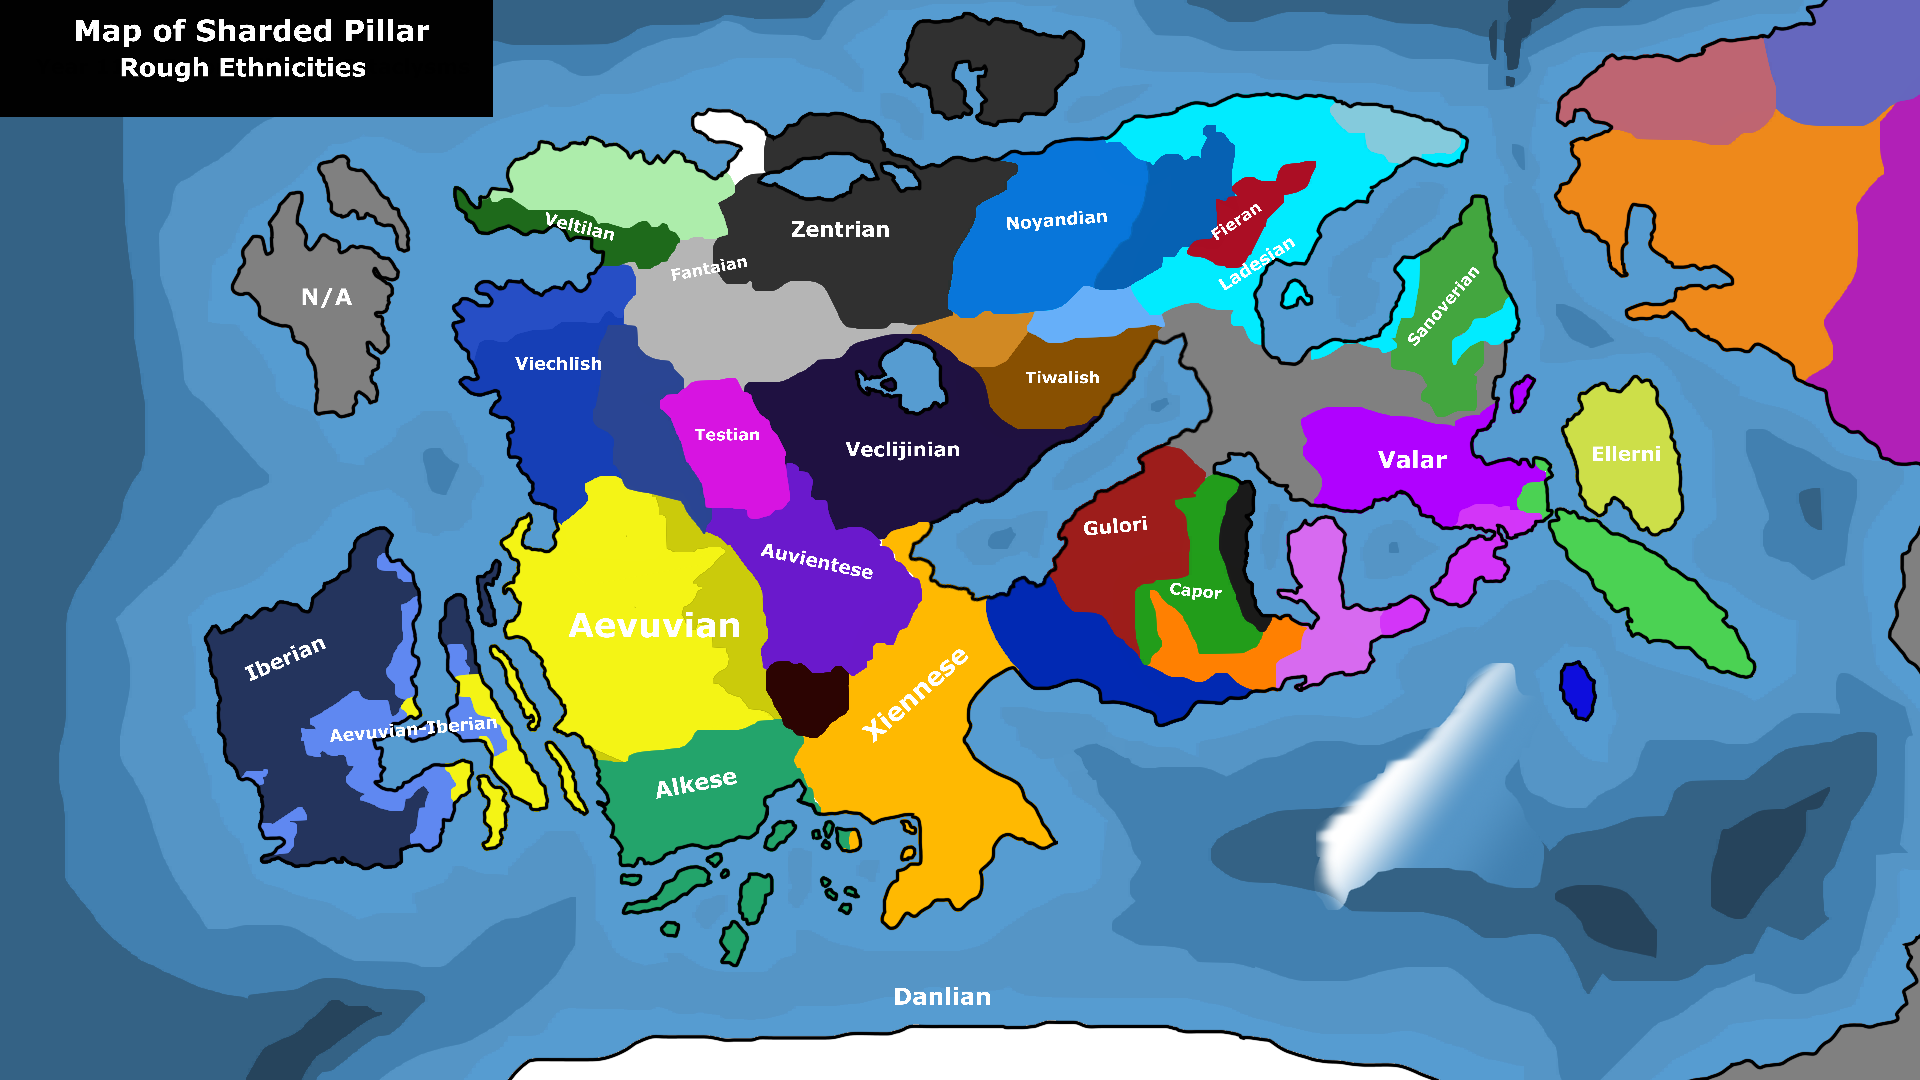 Map of Sharded Pillar
Rough Ethnicities
Veltilan
Zentrian
Noyandian
Fieran
Ladesian
Fantaian
N/A
Sanoverian
Viechlish
Tiwalish
Testian
Veclijinian
Valar
Ellerni
Gulori
Auvientese
Capor
Aevuvian
Iberian
Aevuvian-Iberian
Xiennese
Alkese
Danlian